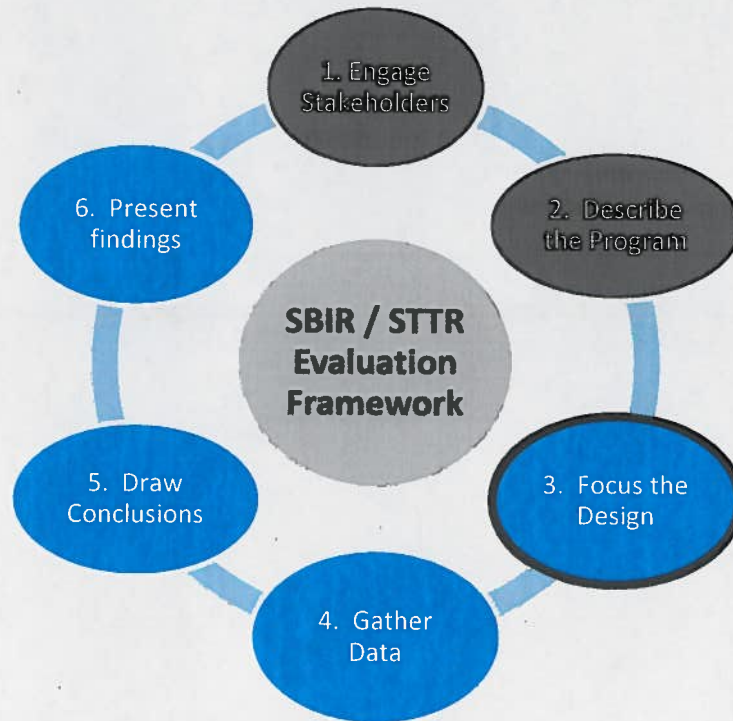 1. Engage
Stakeholders
2. Describe
the Program
3. Focus the
Design
4. Gather
Data
5. Draw
Conclusions
6. Present
findings
SBIR / STTR
Evaluation
Framework